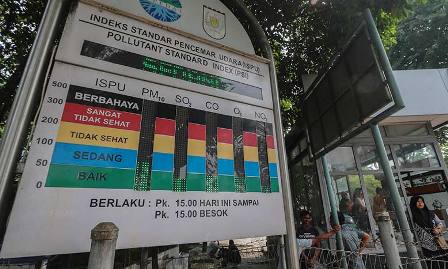 INDEKS STANDAR PENCEMAR UDARA (ISPU)
POLLUTANT STANDARD INDEX (PSI)
ISPU PM10 SO2 CO O3 NO2
500
BERBAHAYA
300
SANGAT
TIDAK SEHAT
200
TIDAK SEHAT
100
SEDANG
50
BAIK
0
BERLAKU : Pk. 15.00 HARI INI SAMPAI
Pk. 15.00 BESOK